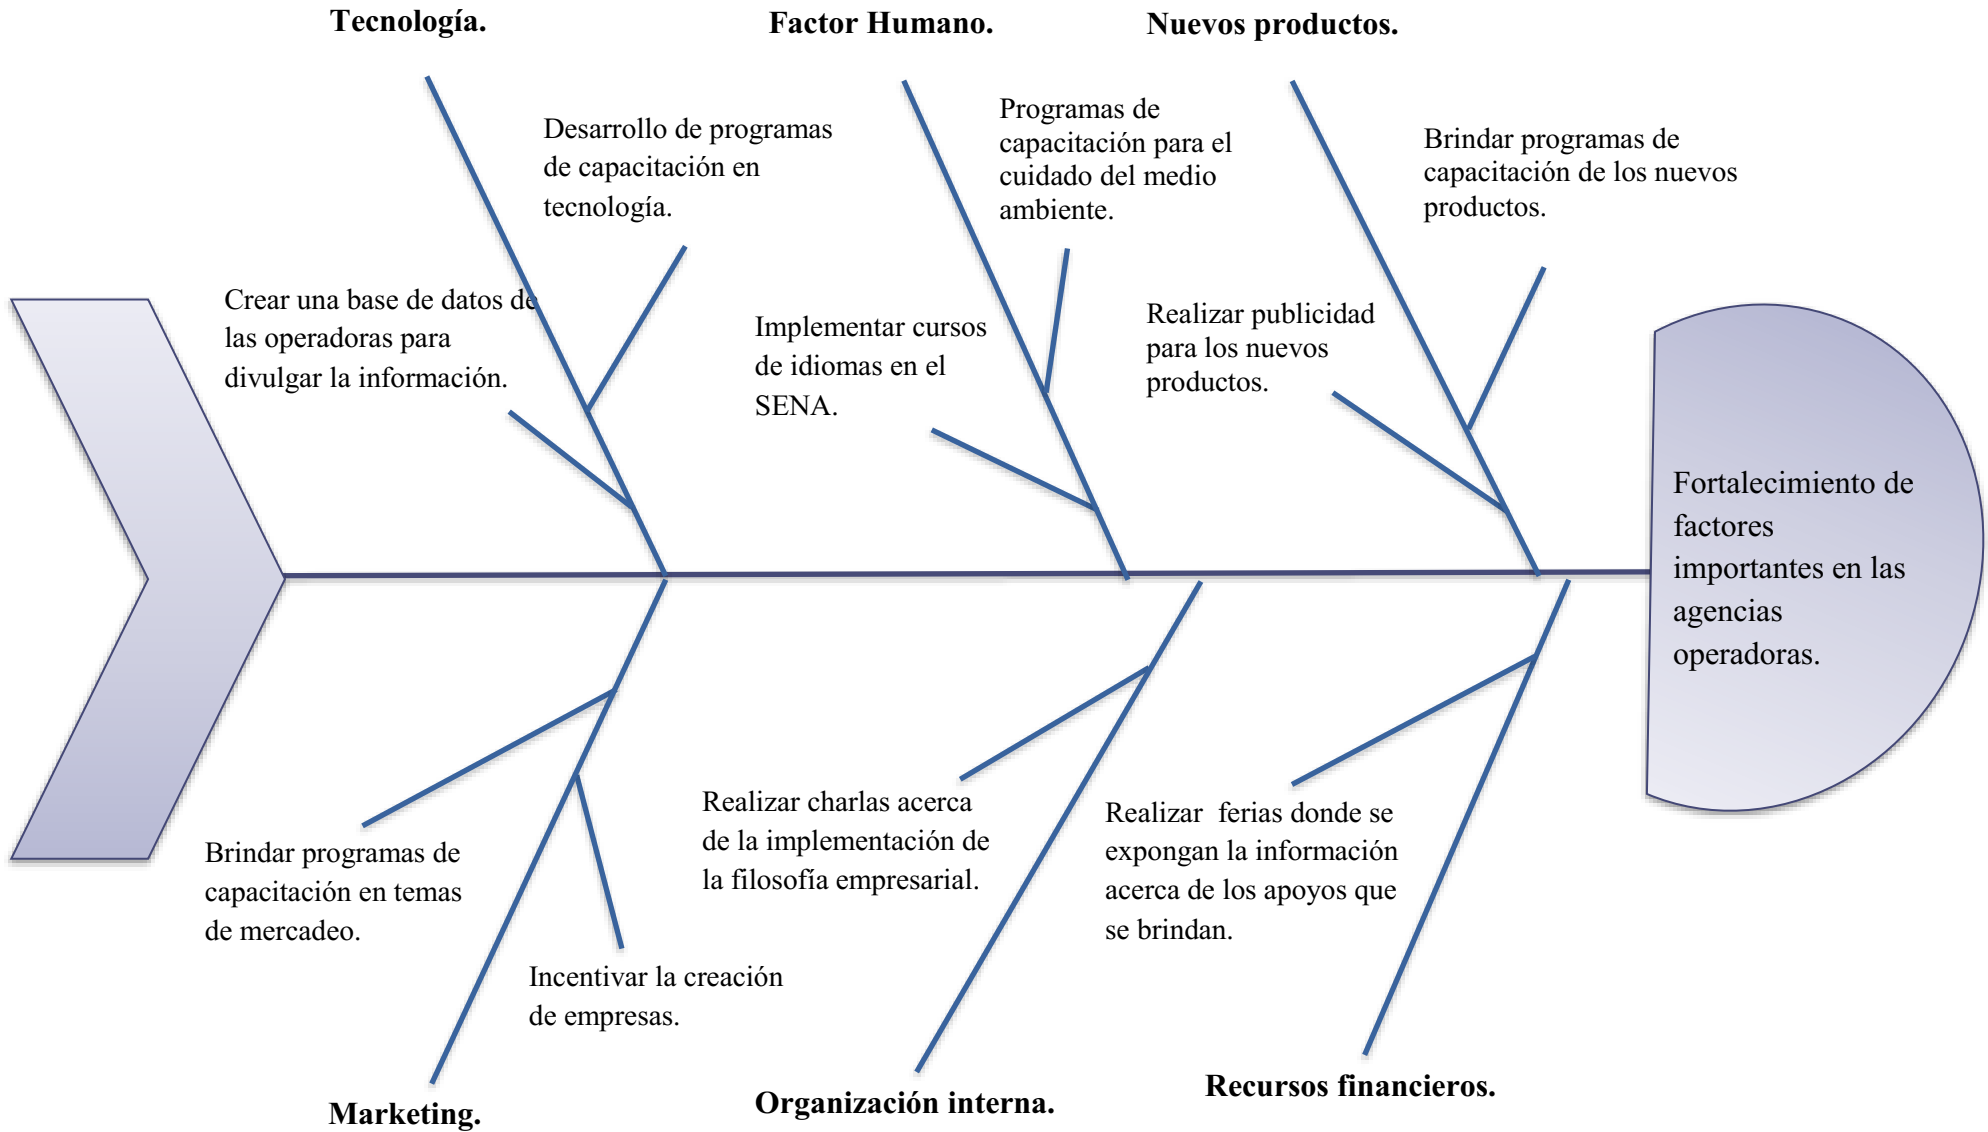 Tecnología.
Factor Humano.
Nuevos productos.
Desarrollo de programas
de capacitación en
tecnología.
Programas de
capacitación para el
cuidado del medio
ambiente.
Brindar programas de
capacitación de los nuevos
productos.
Crear una base de datos de
las operadoras para
divulgar la información.
Implementar cursos
de idiomas en el
SENA.
Realizar publicidad
para los nuevos
productos.
Fortalecimiento de
factores
importantes en las
agencias
operadoras.
Brindar programas de
capacitación en temas
de mercadeo.
Incentivar la creación
de empresas.
Realizar charlas acerca
de la implementación de
la filosofía empresarial.
Realizar  ferias donde se
expongan la información
acerca de los apoyos que
se brindan.
Marketing.
Organización interna.
Recursos financieros.